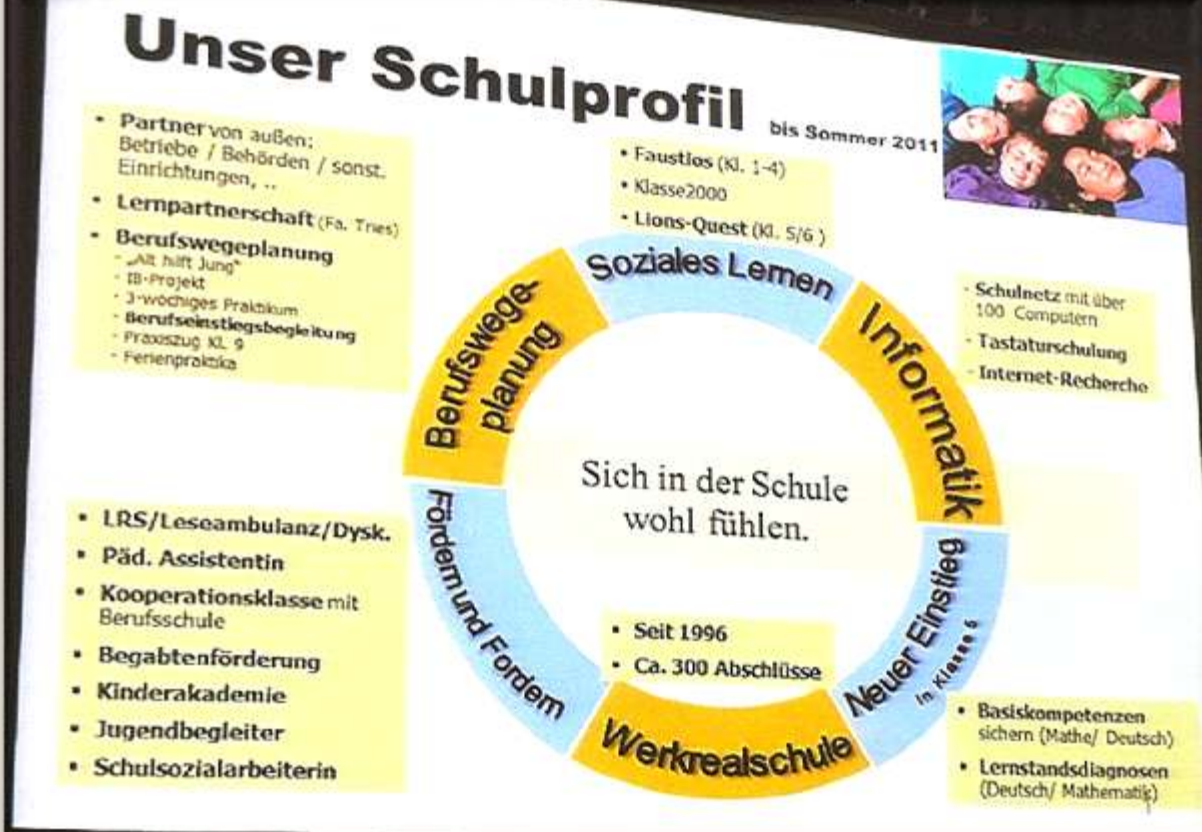 Unser Schulprofil bis Sommer 2011
• Partner von außen:
Betriebe / Behörden / sonst.
Einrichtungen, ..
• Lernpartnerschaft (Fa. Tries)
• Berufswegeplanung
- „Alt hilft Jung"
- IB-Projekt
- 3-wöchiges Praktikum
- Berufseinstiegsbegleitung
- Praxiszug Kl. 9
- Ferienpraktika
• Faustlos (Kl. 1-4)
• Klasse2000
• Lions-Quest (Kl. 5/6 )
- Schulnetz mit über
100 Computern
- Tastaturschulung
- Internet-Recherche
Soziales Lernen
Informatik
Neuer Einstieg
in Klasse 5
Werkrealschule
Fördern und Fordern
Berufswege-
planung
Sich in der Schule
wohl fühlen.
• Seit 1996
• Ca. 300 Abschlüsse
• LRS/Leseambulanz/Dysk.
• Päd. Assistentin
• Kooperationsklasse mit
Berufsschule
• Begabtenförderung
• Kinderakademie
• Jugendbegleiter
• Schulsozialarbeiterin
• Basiskompetenzen
sichern (Mathe/ Deutsch)
• Lernstandsdiagnosen
(Deutsch/ Mathematik)